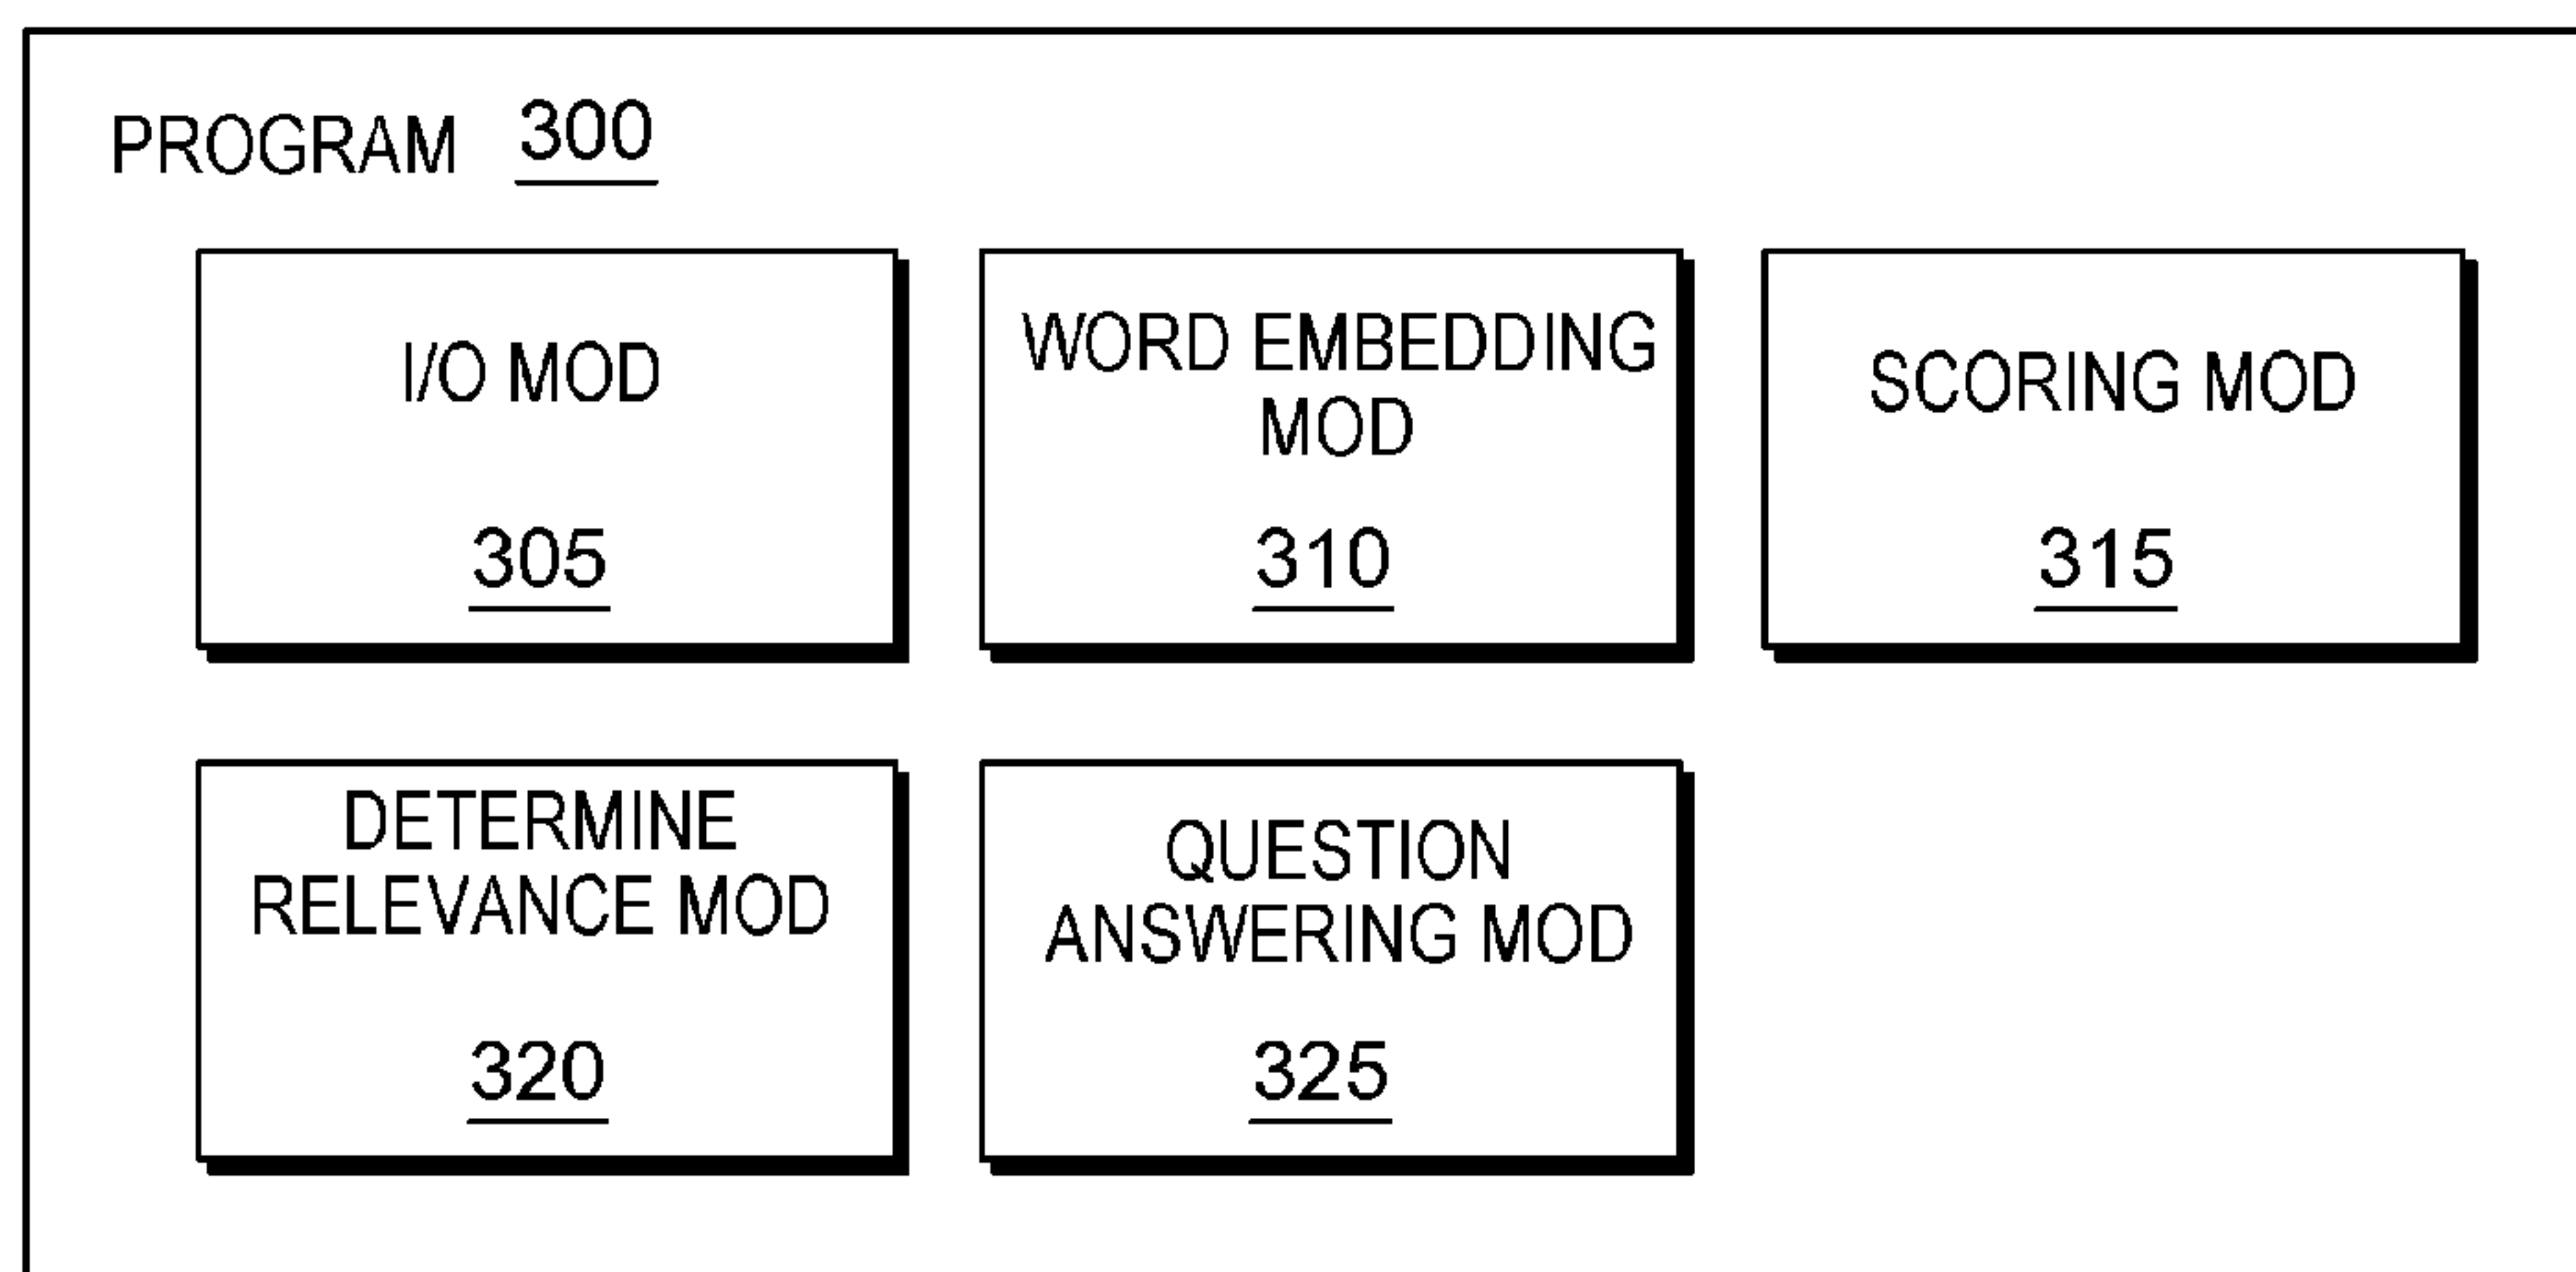 PROGRAM 300
I/O MOD
305
WORD EMBEDDING
MOD
310
SCORING MOD
315
DETERMINE
RELEVANCE MOD
320
QUESTION
ANSWERING MOD
325